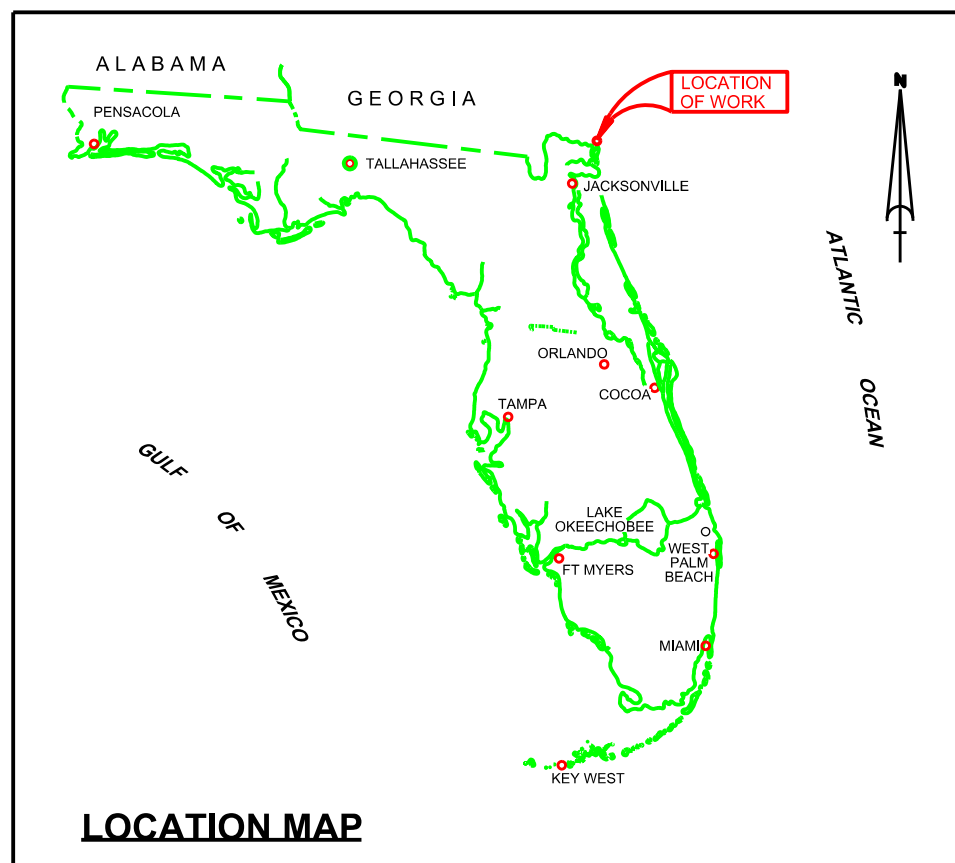 ALABAMA
GEORGIA
LOCATION
OF WORK
N
PENSACOLA
TALLAHASSEE
JACKSONVILLE
ATLANTIC
OCEAN
ORLANDO
COCOA
TAMPA
GULF
OF
MEXICO
LAKE
OKEECHOBEE
WEST
PALM
BEACH
FT MYERS
MIAMI
KEY WEST
LOCATION MAP